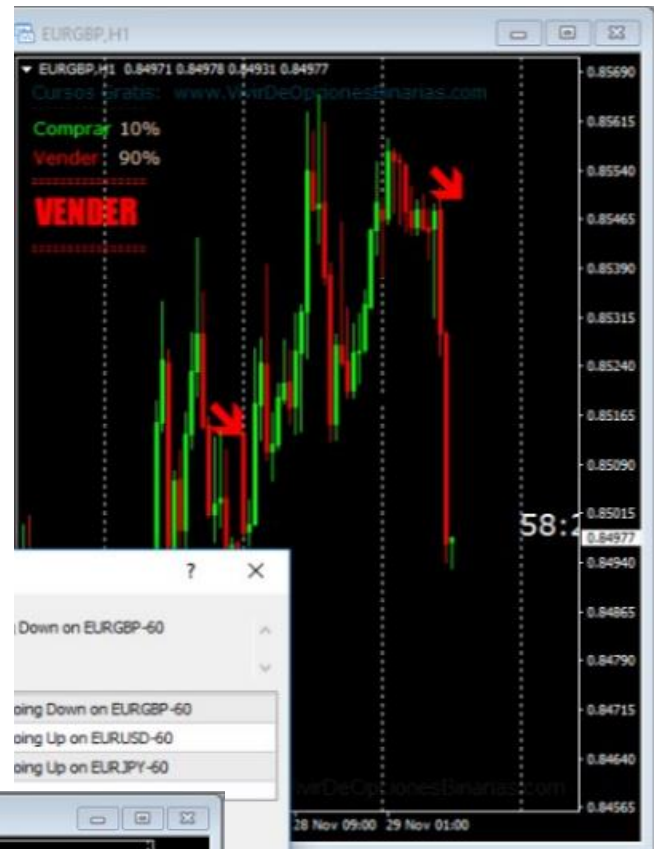 EURGBP,H1
EURGBP,H1 0.84971 0.84978 0.84931 0.84977
Cursos Gratis: www.VivirDeOpcionesBinarias.com
Comprar 10%
Vender 90%
VENDER
0.85690
0.85615
0.85540
0.85465
0.85390
0.85315
0.85240
0.85165
0.85090
0.85015
58:
0.84977
0.84940
0.84865
0.84790
0.84715
0.84640
0.84565
?
Down on EURGBP-60
oing Down on EURGBP-60
oing Up on EURUSD-60
oing Up on EURJPY-60
ivirDeOpcionesBinarias.com
28 Nov 09:00 29 Nov 01:00